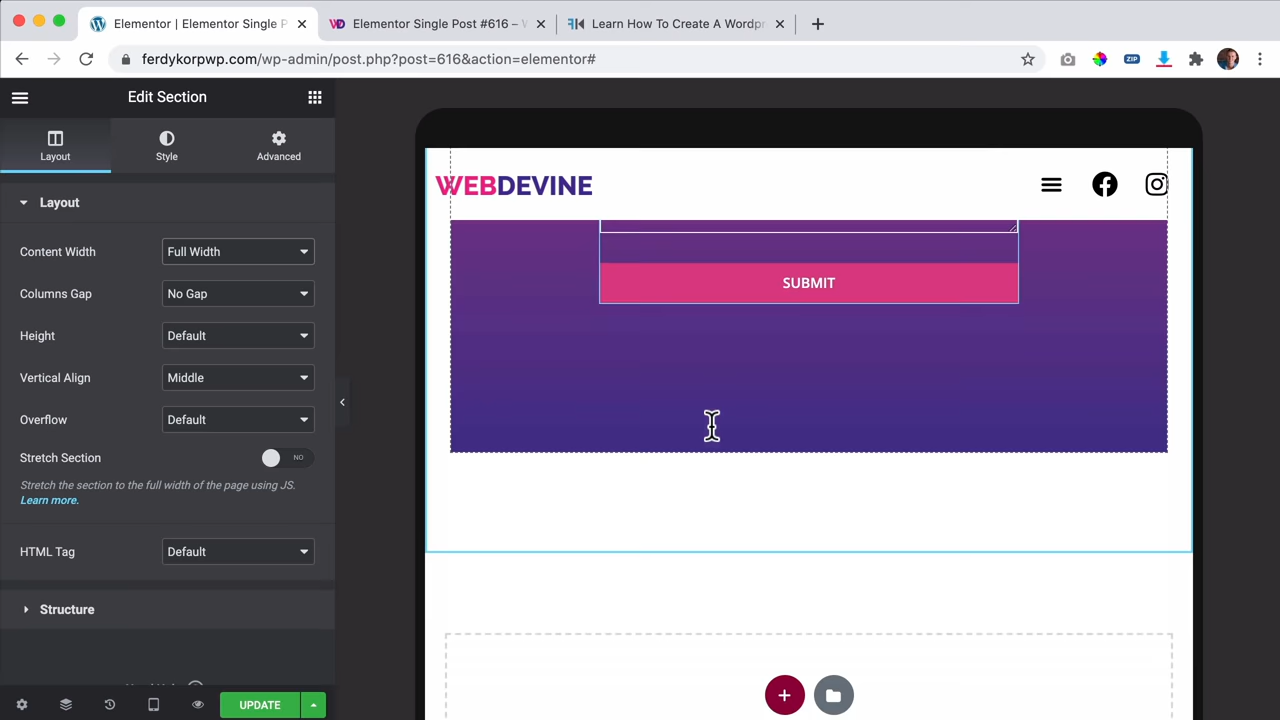 Elementor | Elementor Single P
Elementor Single Post #616 – W
Learn How To Create A Wordpr
ferdykorpwp.com/wp-admin/post.php?post=616&action=elementor#
ZIP
Edit Section
Layout
Style
Advanced
Layout
Content Width
Full Width
Columns Gap
No Gap
Height
Default
Vertical Align
Middle
Overflow
Default
Stretch Section
NO
Stretch the section to the full width of the page using JS.
Learn more.
HTML Tag
Default
Structure
UPDATE
WEBDEVINE
SUBMIT